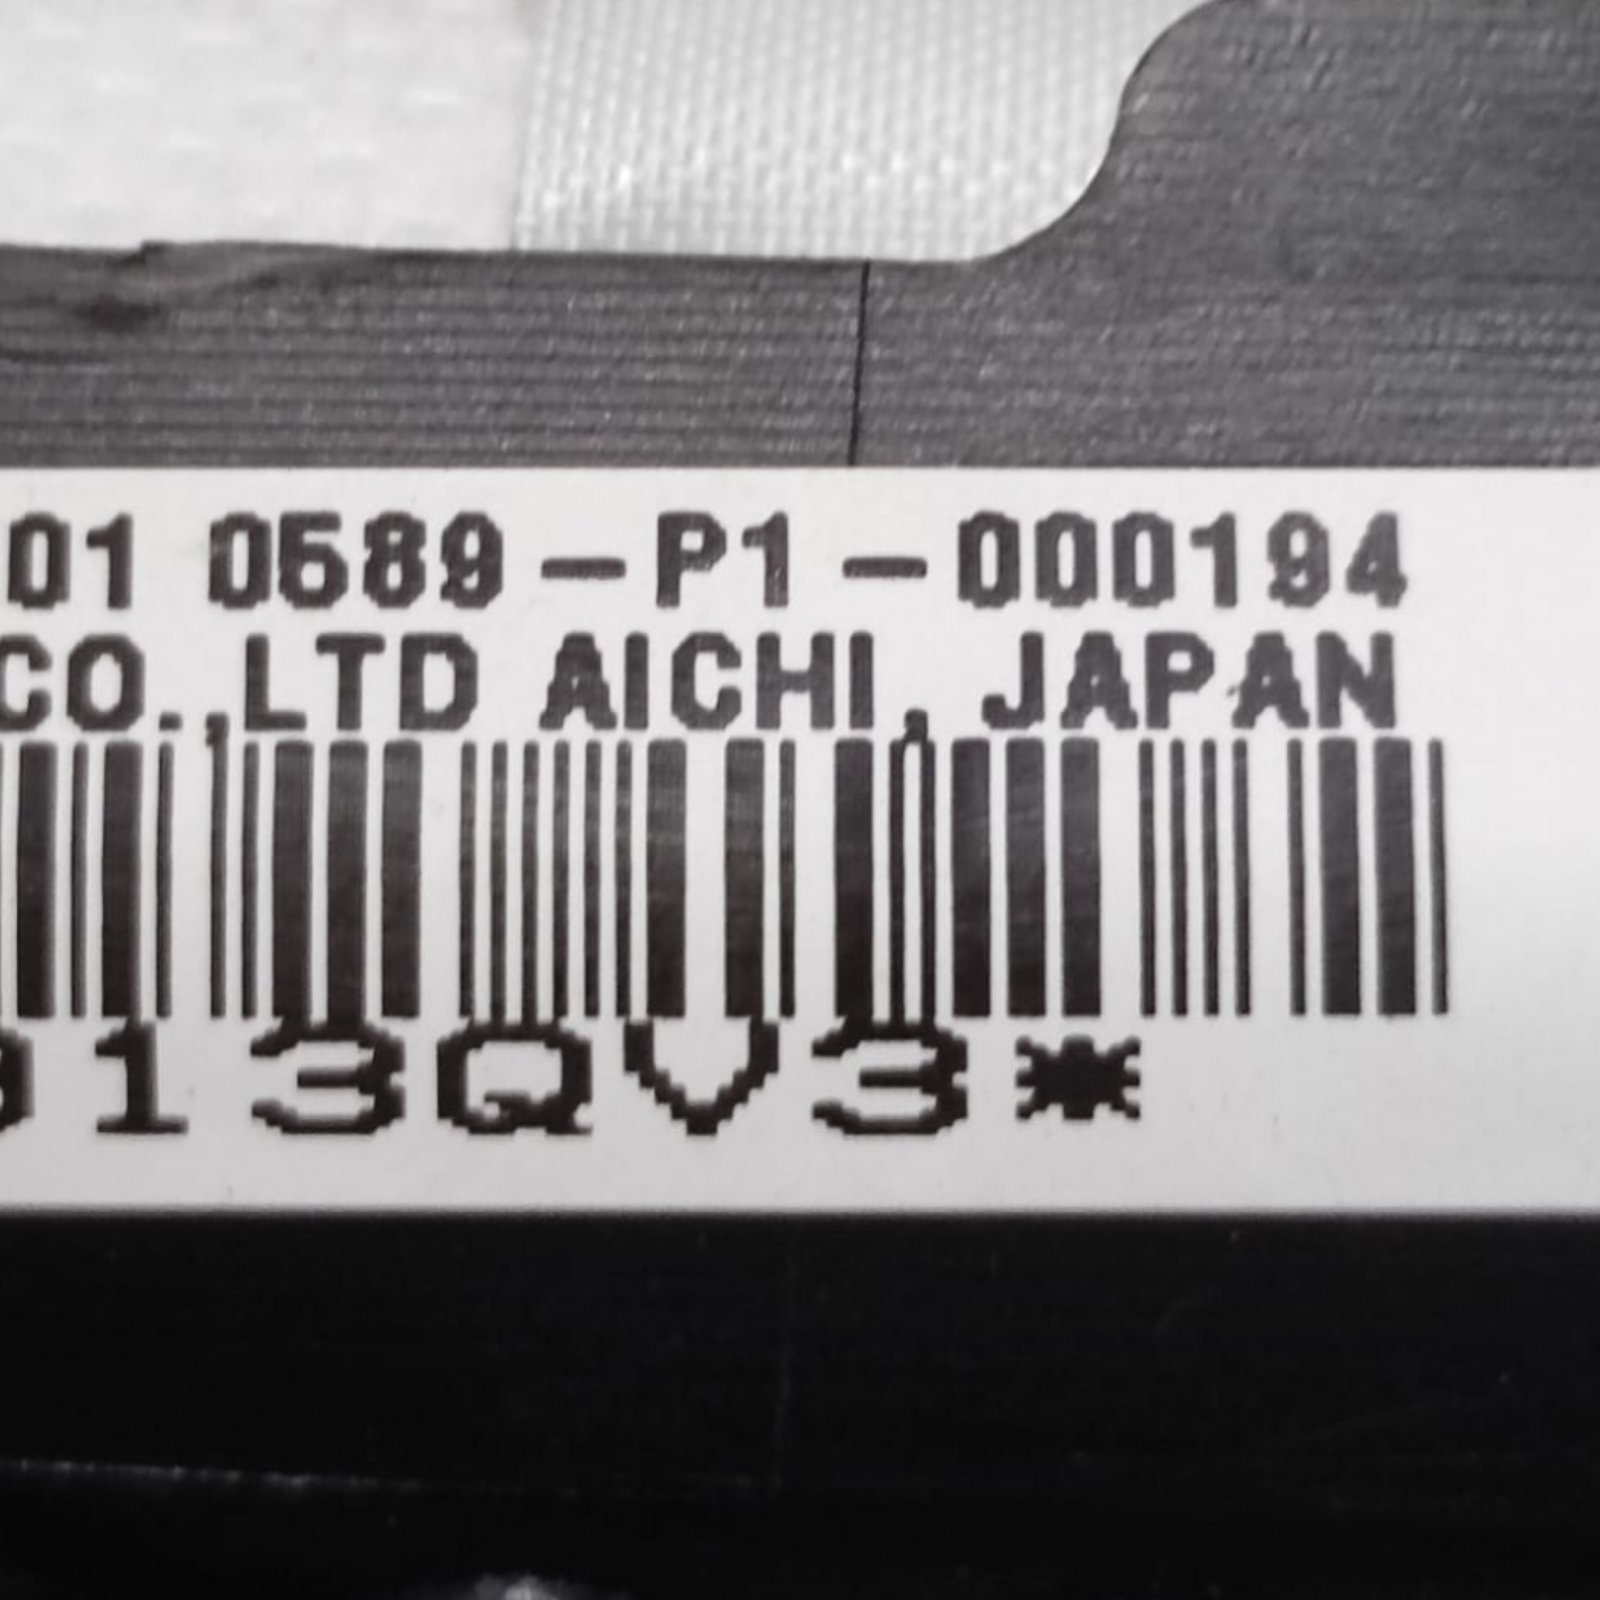 01 0589-P1-000194
CO.,LTD AICHI, JAPAN
13QV3*